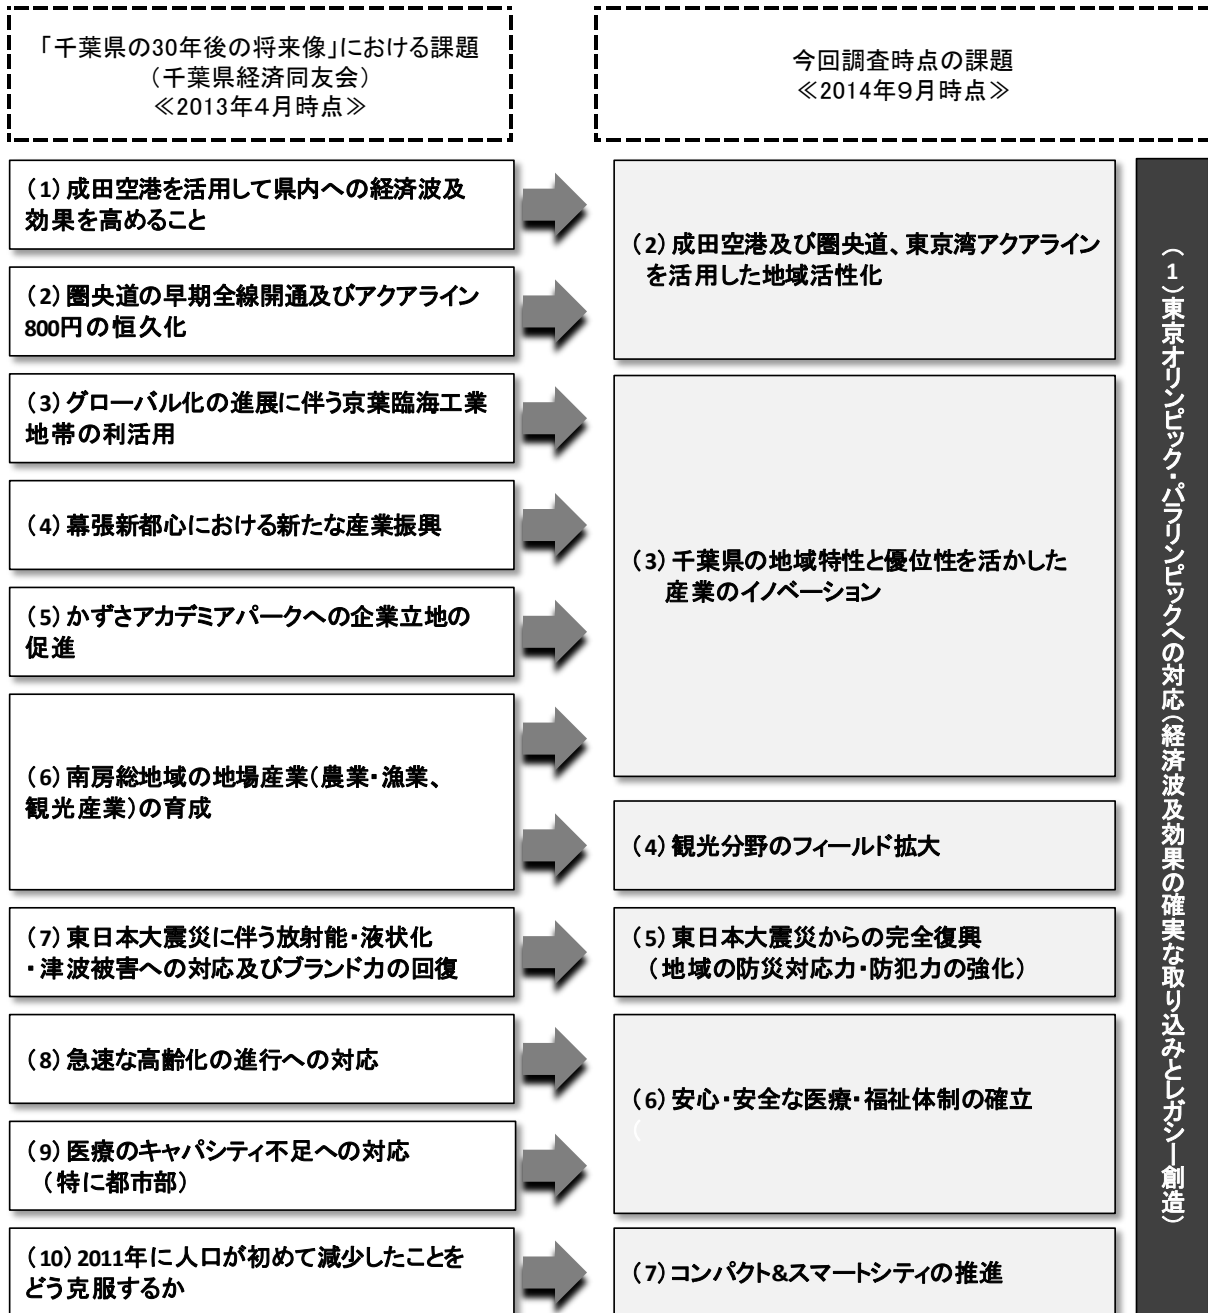 「千葉県の30年後の将来像」における課題
（千葉県経済同友会）
≪2013年４月時点≫
今回調査時点の課題
≪2014年９月時点≫
（1）成田空港を活用して県内への経済波及
効果を高めること
（2）圏央道の早期全線開通及びアクアライン
800円の恒久化
（3）グローバル化の進展に伴う京葉臨海工業
地帯の利活用
（4）幕張新都心における新たな産業振興
（5）かずさアカデミアパークへの企業立地の
促進
（6）南房総地域の地場産業（農業・漁業、
観光産業）の育成
（7）東日本大震災に伴う放射能・液状化
・津波被害への対応及びブランド力の回復
（8）急速な高齢化の進行への対応
（9）医療のキャパシティ不足への対応
（特に都市部）
（10）2011年に人口が初めて減少したことを
どう克服するか
（2）成田空港及び圏央道、東京湾アクアライン
を活用した地域活性化
（3）千葉県の地域特性と優位性を活かした
産業のイノベーション
（4）観光分野のフィールド拡大
（5）東日本大震災からの完全復興
（地域の防災対応力・防犯力の強化）
（6）安心・安全な医療・福祉体制の確立
（
（7）コンパクト&スマートシティの推進
（1）東京オリンピック・パラリンピックへの対応（経済波及効果の確実な取り込みとレガシー創造）